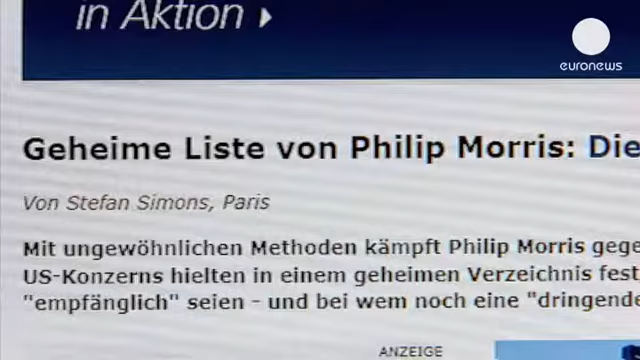 in Aktion
euronews
Geheime Liste von Philip Morris: Die
Von Stefan Simons, Paris
Mit ungewöhnlichen Methoden kämpft Philip Morris gege
US-Konzerns hielten in einem geheimen Verzeichnis fest,
"empfänglich" seien - und bei wem noch eine "dringende
ANZEIGE